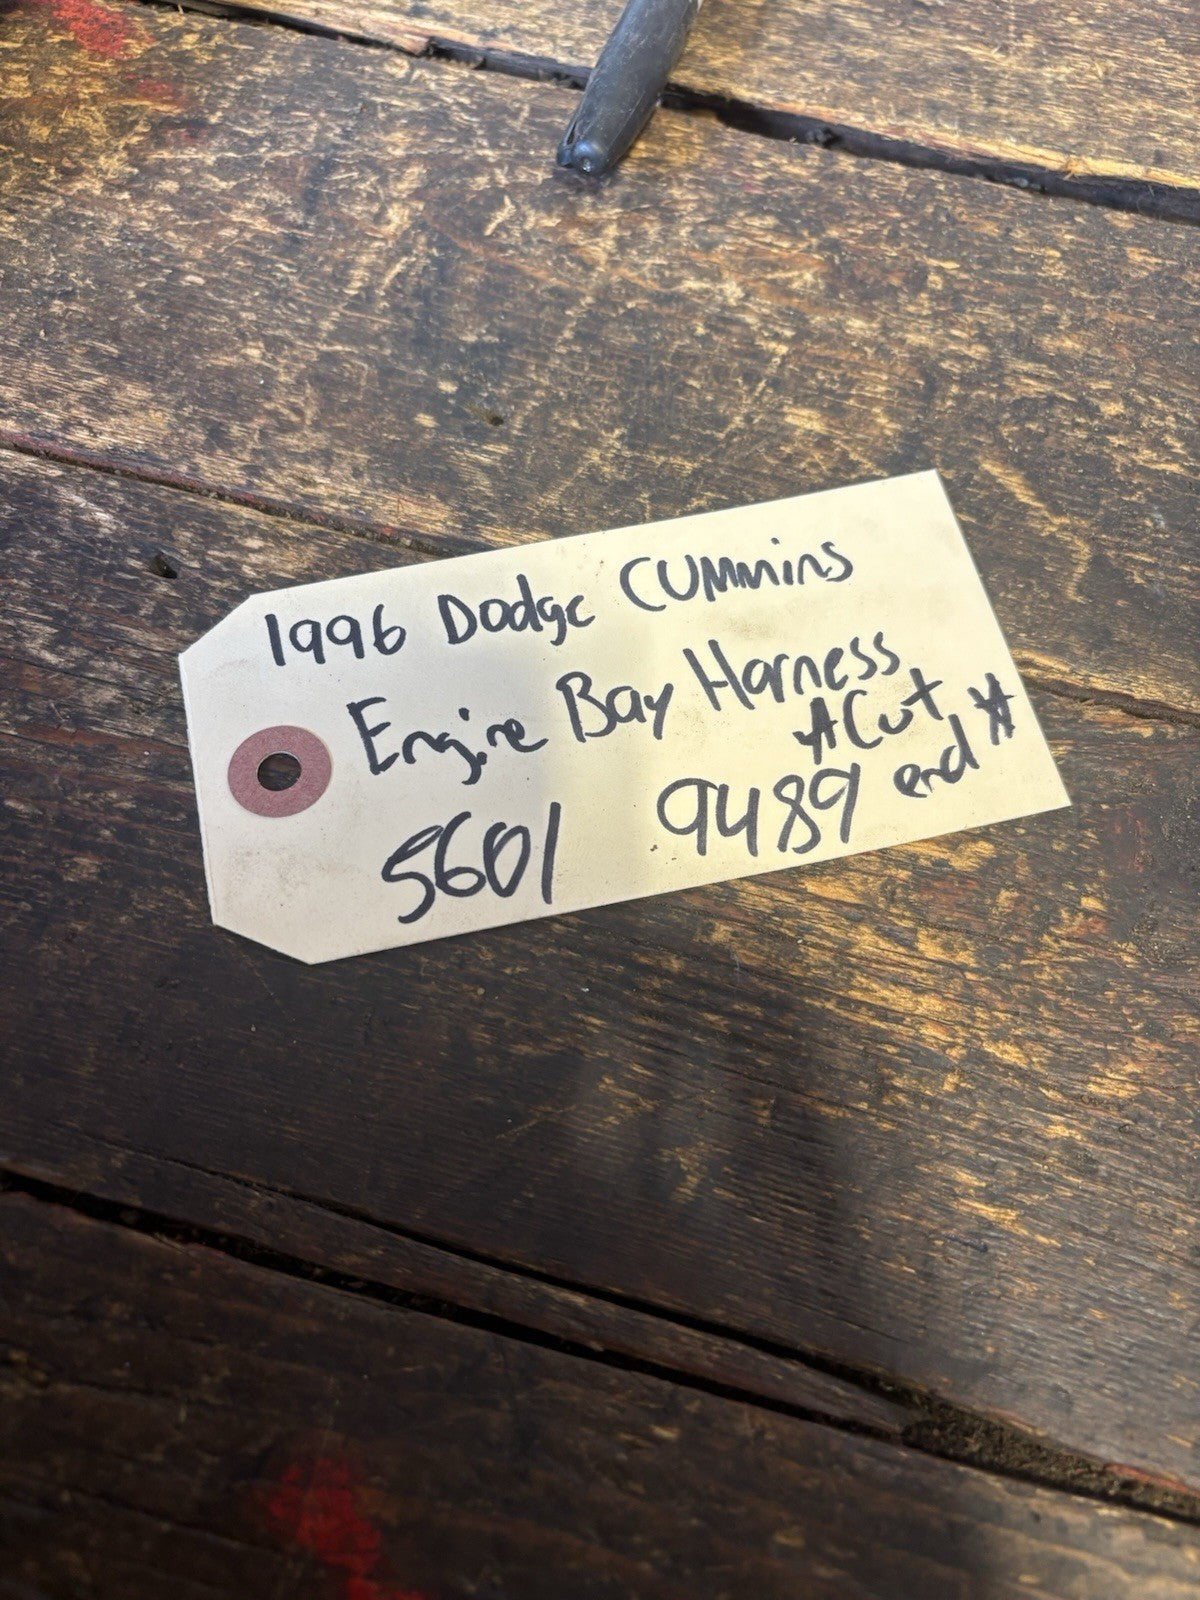 1996 Dodge Cummins
Engine Bay Harness
*Cut
end*
5601 9489